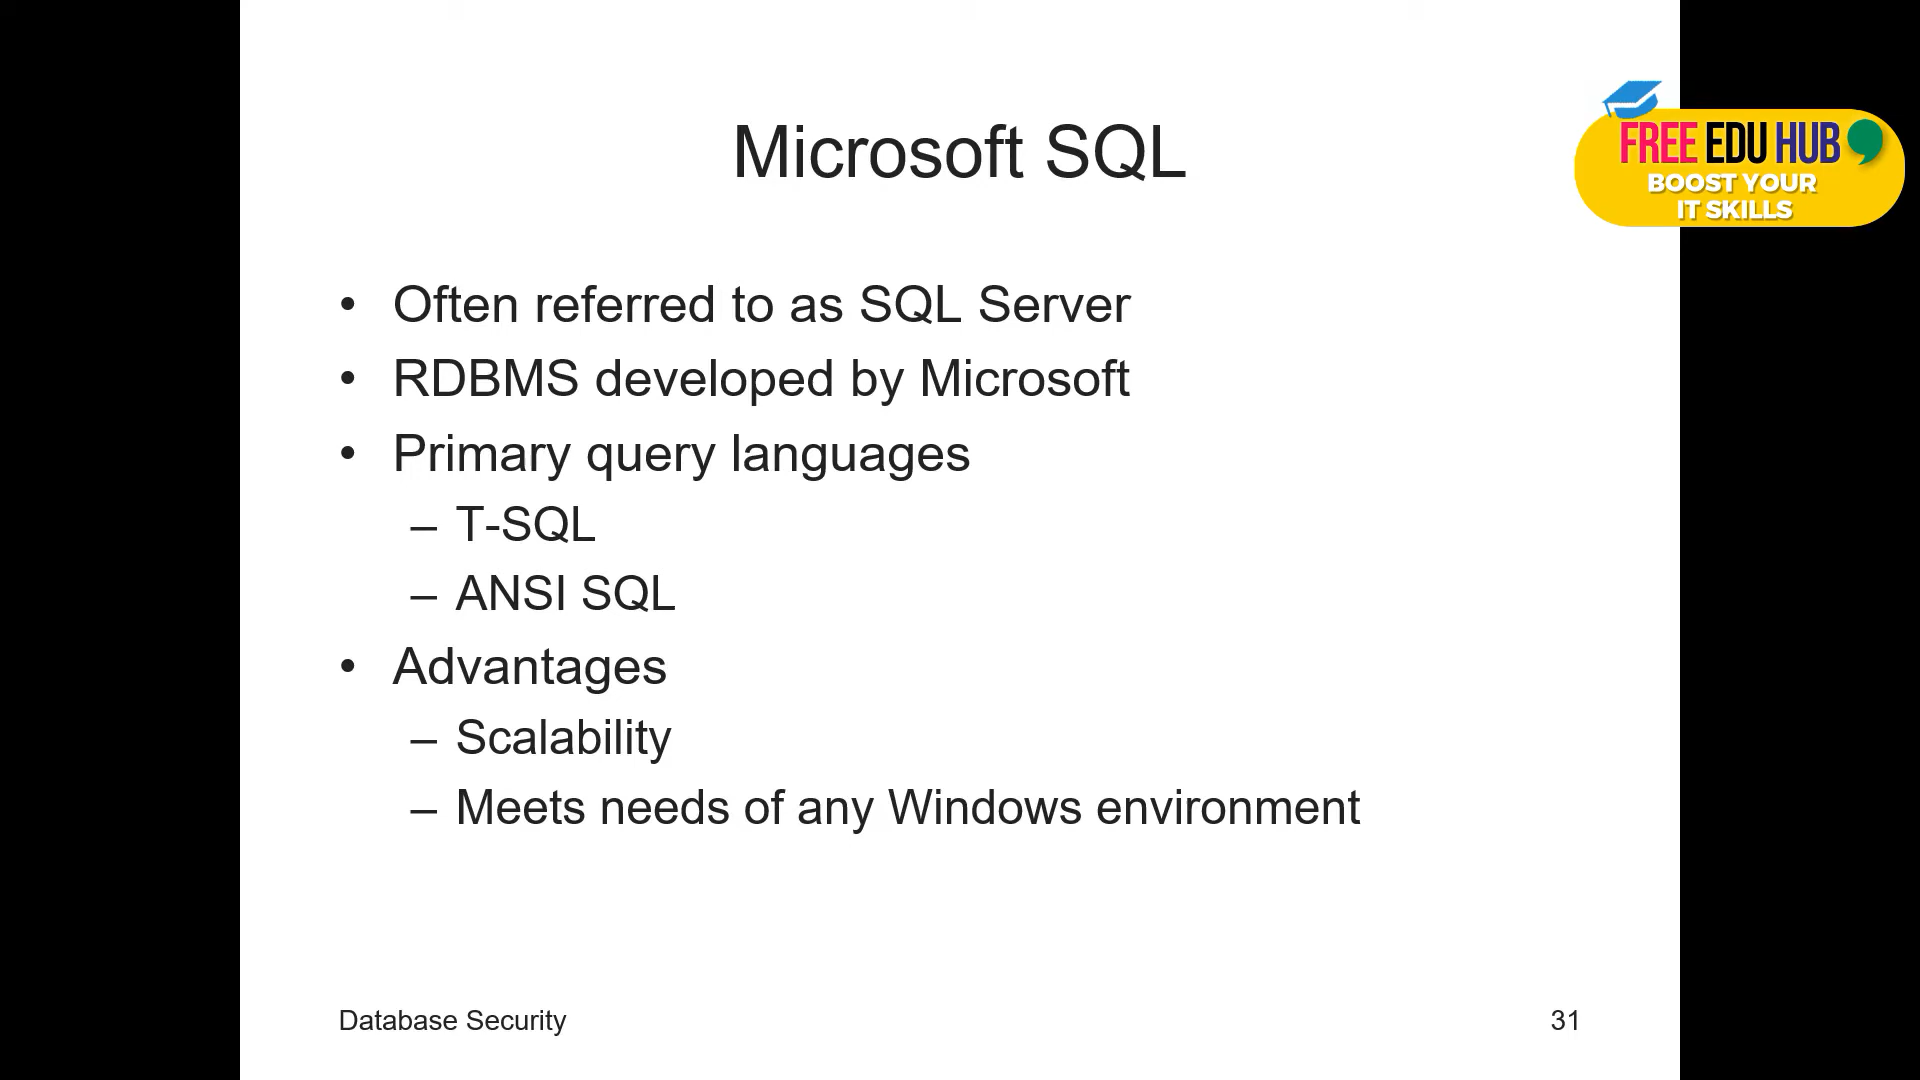 Microsoft SQL
FREE EDU HUB
BOOST YOUR
IT SKILLS
• Often referred to as SQL Server
• RDBMS developed by Microsoft
• Primary query languages
– T-SQL
– ANSI SQL
• Advantages
– Scalability
– Meets needs of any Windows environment
Database Security
31